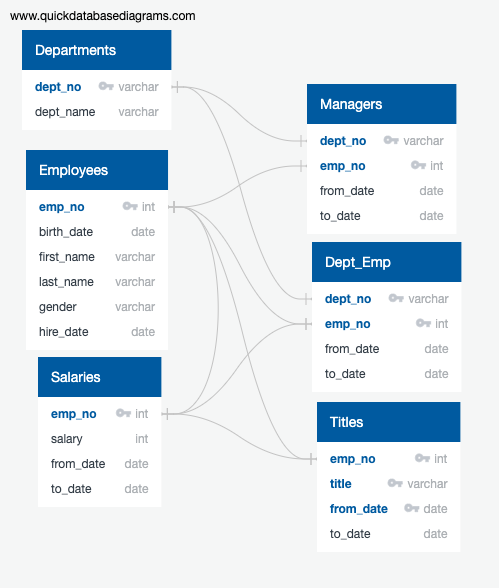 www.quickdatabasediagrams.com
Departments
dept_no varchar
dept_name varchar
Employees
emp_no int
birth_date date
first_name varchar
last_name varchar
gender varchar
hire_date date
Salaries
emp_no int
salary int
from_date date
to_date date
Managers
dept_no varchar
emp_no int
from_date date
to_date date
Dept_Emp
dept_no varchar
emp_no int
from_date date
to_date date
Titles
emp_no int
title varchar
from_date date
to_date date